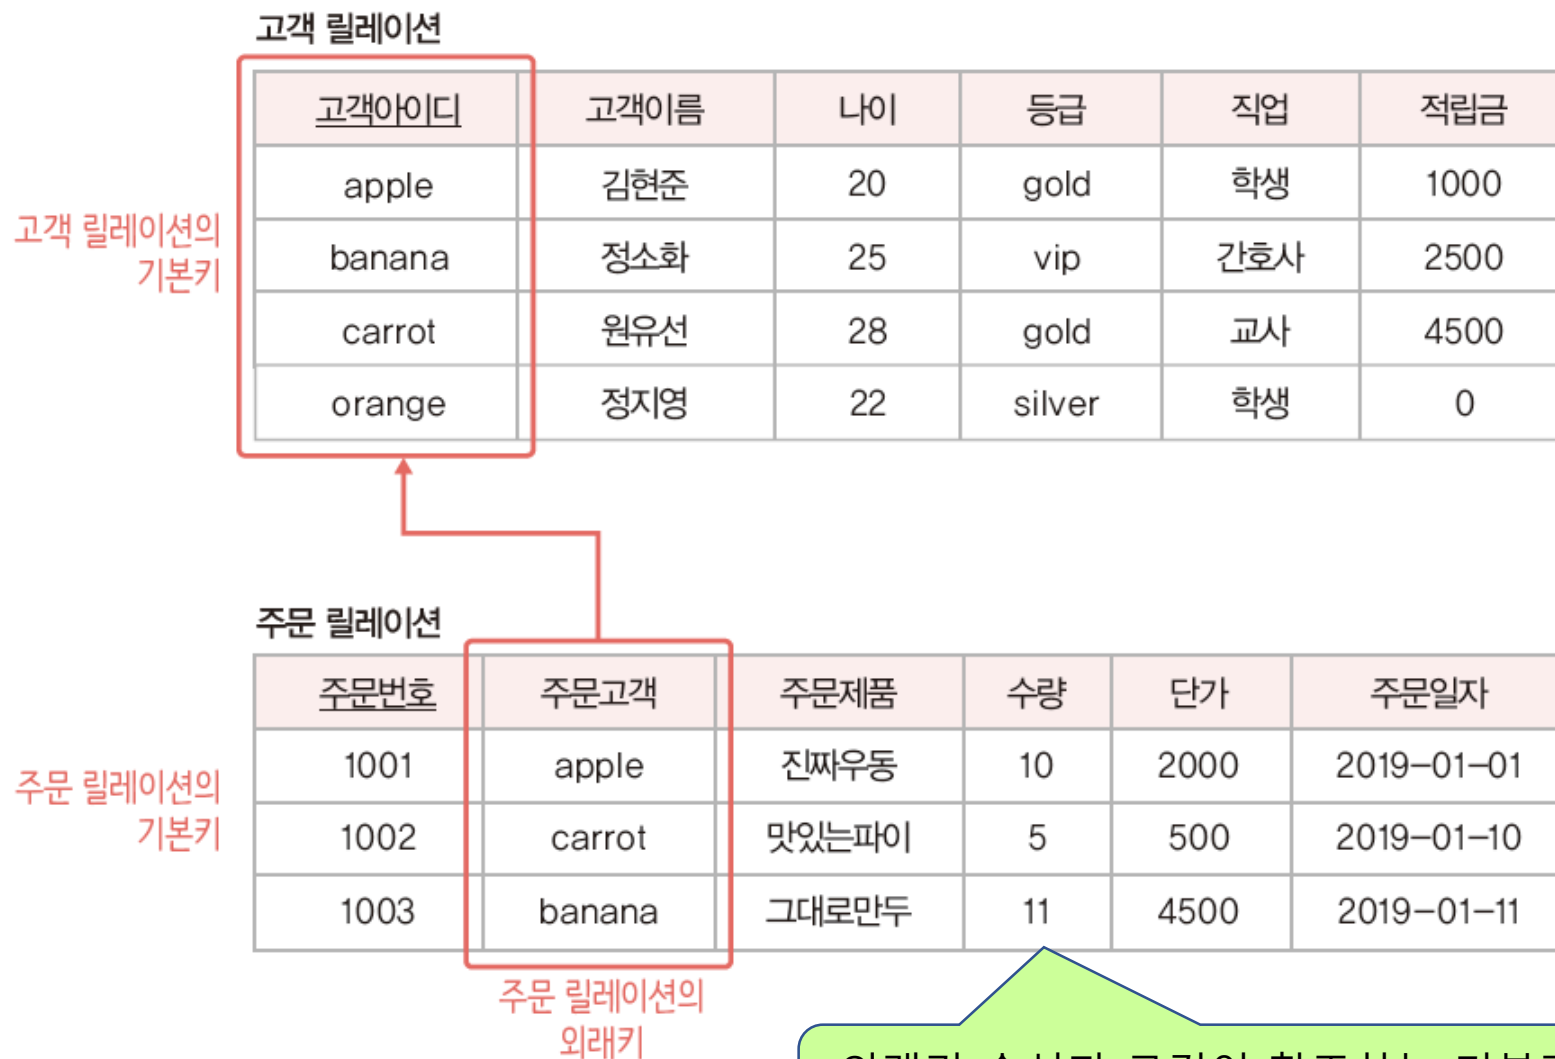 고객 릴레이션
고객아이디 고객이름 나이 등급 직업 적립금
apple 김현준 20 gold 학생 1000
banana 정소화 25 vip 간호사 2500
carrot 원유선 28 gold 교사 4500
orange 정지영 22 silver 학생 0
고객 릴레이션의
기본키
주문 릴레이션
주문번호 주문고객 주문제품 수량 단가 주문일자
1001 apple 진짜우동 10 2000 2019-01-01
1002 carrot 맛있는파이 5 500 2019-01-10
1003 banana 그대로만두 11 4500 2019-01-11
주문 릴레이션의
기본키
주문 릴레이션의
외래키